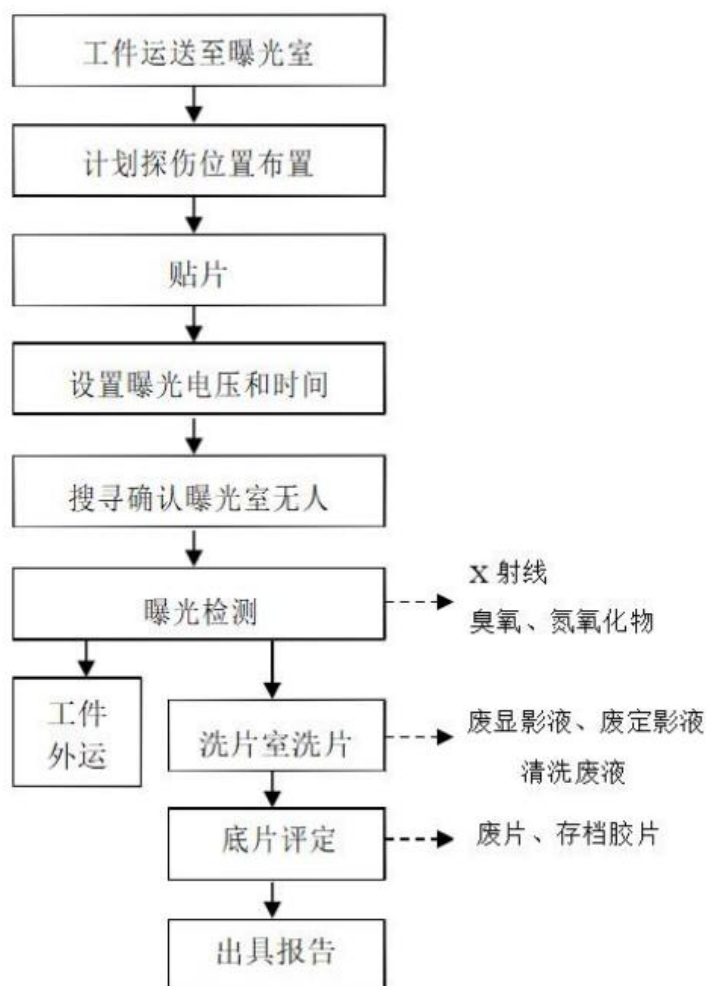 工件运送至曝光室
计划探伤位置布置
贴片
设置曝光电压和时间
搜寻确认曝光室无人
曝光检测
X 射线
臭氧、氮氧化物
工件
外运
洗片室洗片
废显影液、废定影液
清洗废液
底片评定
废片、存档胶片
出具报告